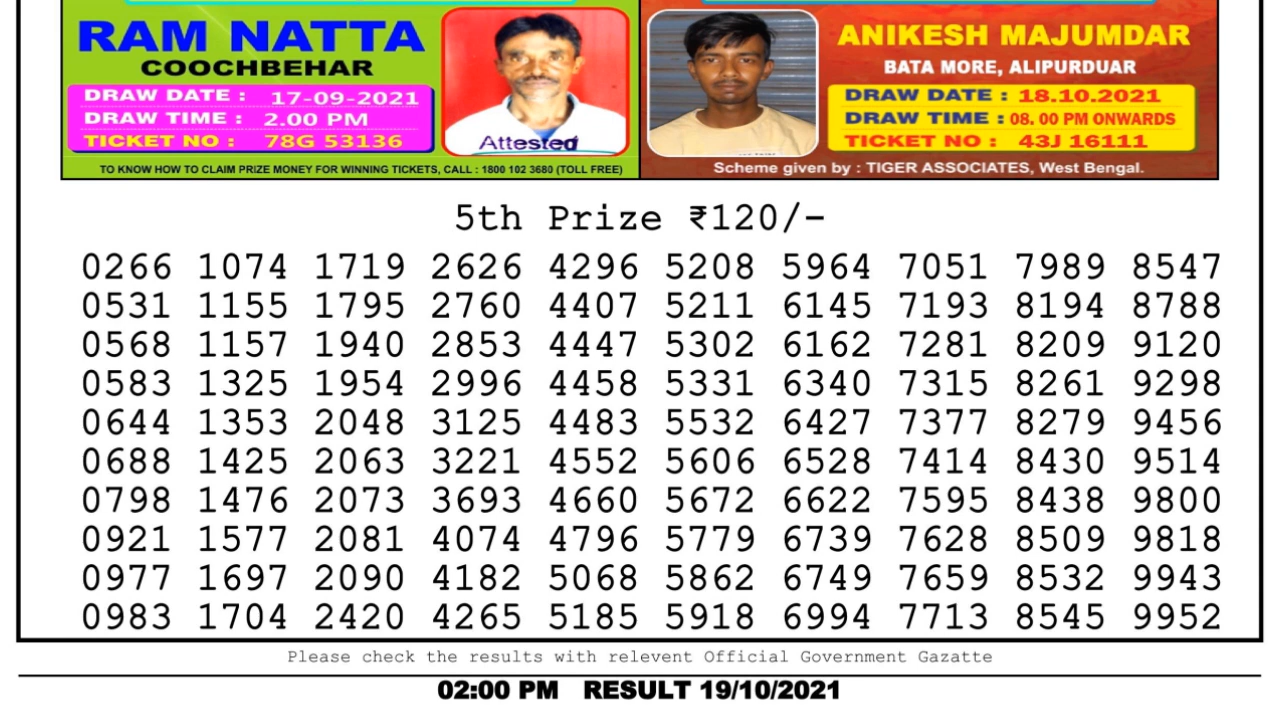 RAM NATTA
COOCHBEHAR
DRAW DATE : 17-09-2021
DRAW TIME : 2.00 PM
TICKET NO : 78G 53136
Attested
TO KNOW HOW TO CLAIM PRIZE MONEY FOR WINNING TICKETS, CALL : 1800 102 3680 (TOLL FREE)
ANIKESH MAJUMDAR
BATA MORE, ALIPURDUAR
DRAW DATE : 18.10.2021
DRAW TIME : 08. 00 PM ONWARDS
TICKET NO : 43J 16111
Scheme given by : TIGER ASSOCIATES, West Bengal.
5th Prize ₹120/-
0266 1074 1719 2626 4296 5208 5964 7051 7989 8547
0531 1155 1795 2760 4407 5211 6145 7193 8194 8788
0568 1157 1940 2853 4447 5302 6162 7281 8209 9120
0583 1325 1954 2996 4458 5331 6340 7315 8261 9298
0644 1353 2048 3125 4483 5532 6427 7377 8279 9456
0688 1425 2063 3221 4552 5606 6528 7414 8430 9514
0798 1476 2073 3693 4660 5672 6622 7595 8438 9800
0921 1577 2081 4074 4796 5779 6739 7628 8509 9818
0977 1697 2090 4182 5068 5862 6749 7659 8532 9943
0983 1704 2420 4265 5185 5918 6994 7713 8545 9952
Please check the results with relevent Official Government Gazatte
02:00 PM RESULT 19/10/2021